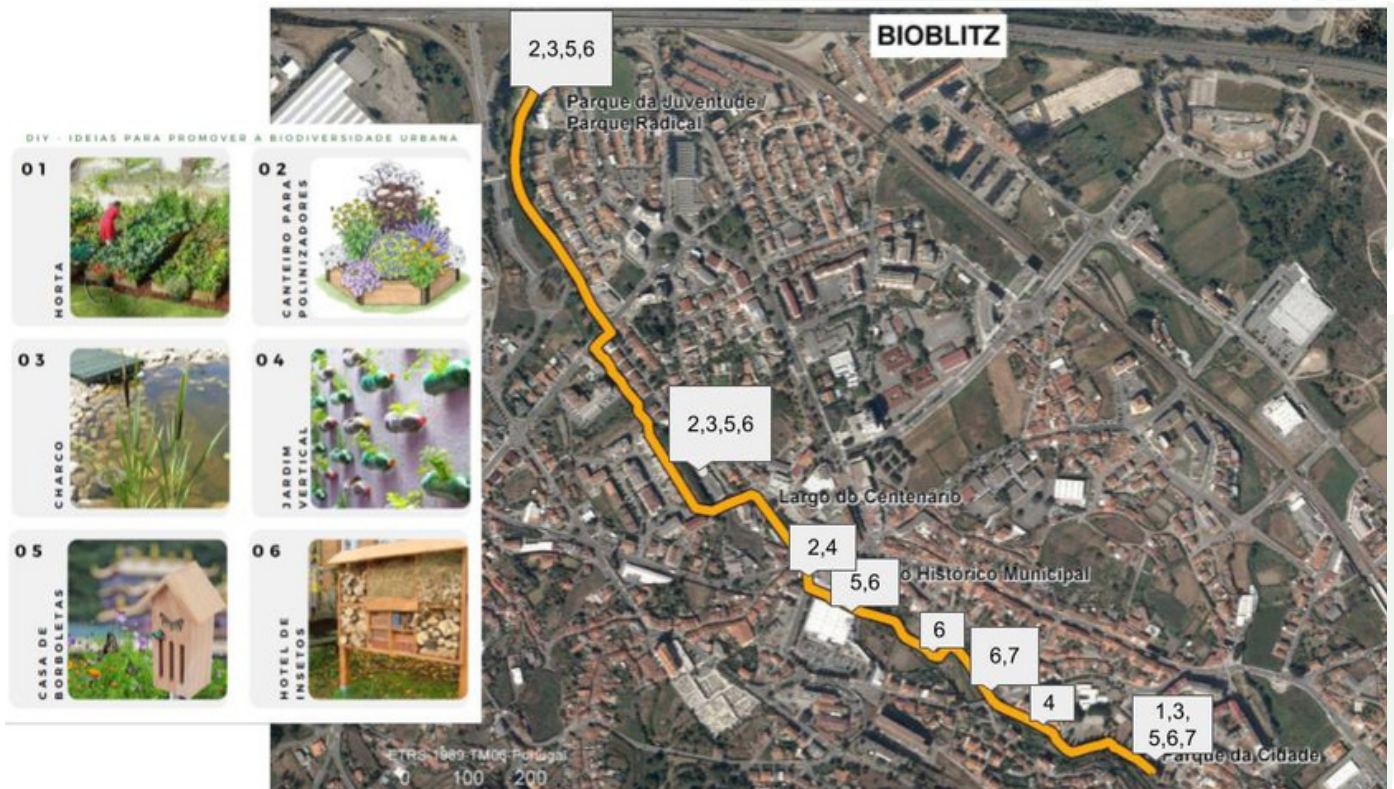 BIOBLITZ
2,3,5,6
Parque da Juventude /
Parque Radical
DIY - IDEIAS PARA PROMOVER A BIODIVERSIDADE URBANA
01
HORTA
02
CANTEIRO PARA
POLINIZADORES
03
CHARCO
04
JARDIM
VERTICAL
05
CASA DE
BORBOLETAS
06
HOTEL DE
INSETOS
2,3,5,6
Largo do Centenário
2,4
5,6
o Histórico Municipal
6
6,7
4
1,3,
5,6,7
Parque da Cidade
ETRS 1989 TM06 Portugal
0 100 200